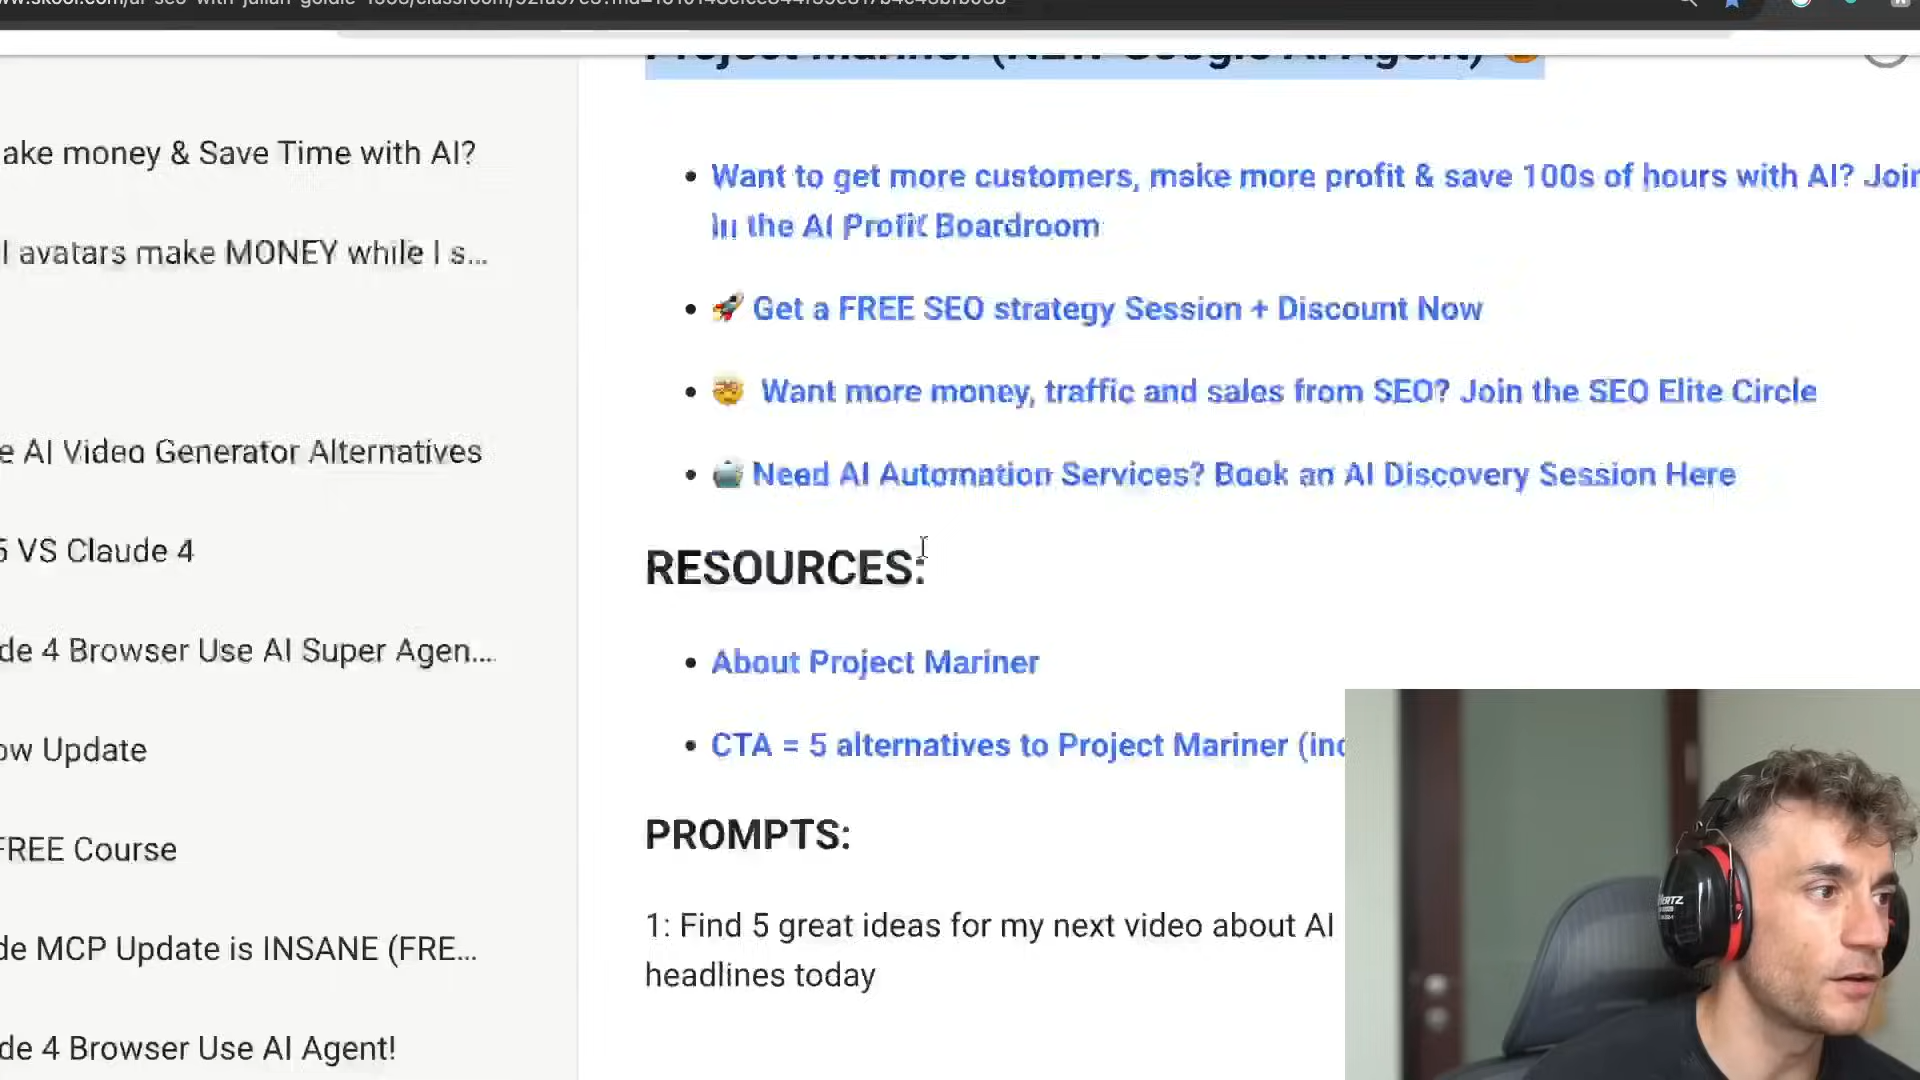 Project Mariner (NEW Google AI Agent)
ake money & Save Time with AI?
I avatars make MONEY while I s...
e AI Video Generator Alternatives
5 VS Claude 4
de 4 Browser Use AI Super Agen...
ow Update
FREE Course
de MCP Update is INSANE (FRE...
de 4 Browser Use AI Agent!
Want to get more customers, make more profit & save 100s of hours with AI? Join
in the AI Profit Boardroom
🚀 Get a FREE SEO strategy Session + Discount Now
🤯 Want more money, traffic and sales from SEO? Join the SEO Elite Circle
🤖 Need AI Automation Services? Book an AI Discovery Session Here
RESOURCES:
About Project Mariner
CTA = 5 alternatives to Project Mariner (inc
PROMPTS:
1: Find 5 great ideas for my next video about AI
headlines today
HERTZ